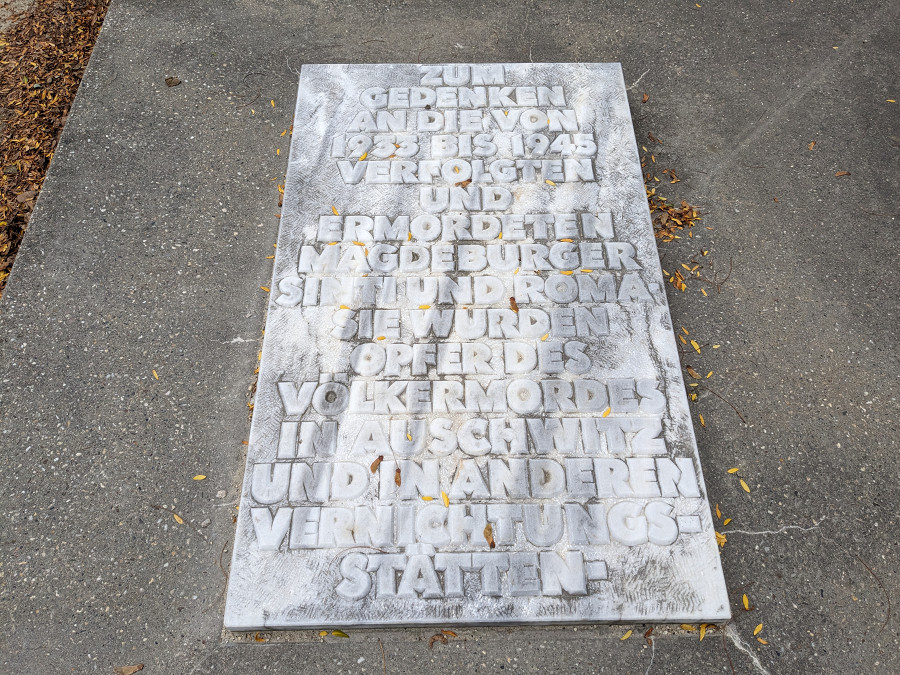 ZUM
GEDENKEN
AN DIE VON
1933 BIS 1945
VERFOLGTEN
UND
ERMORDETEN
MAGDEBURGER
SINTI UND ROMA·
SIE WURDEN
OPFER DES
VÖLKERMORDES
IN AUSCHWITZ
UND IN ANDEREN
VERNICHTUNGS-
STÄTTEN-